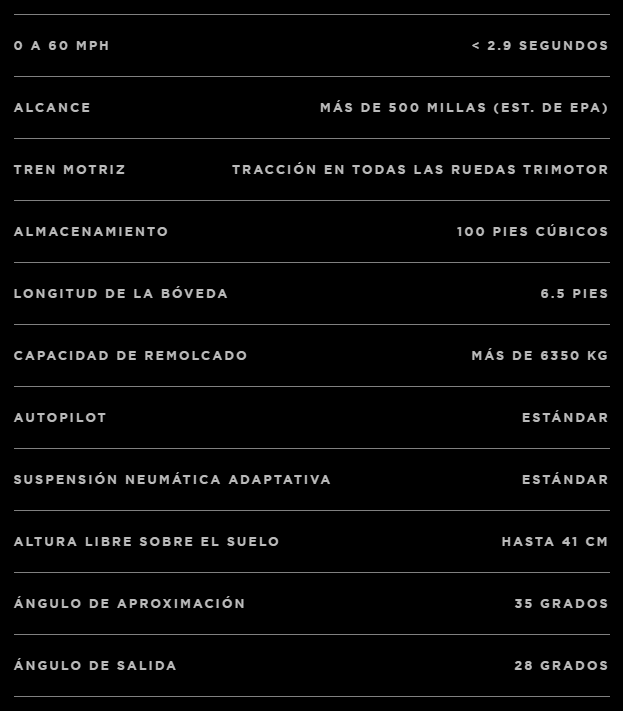 0 A 60 MPH < 2.9 SEGUNDOS
ALCANCE MÁS DE 500 MILLAS (EST. DE EPA)
TREN MOTRIZ TRACCIÓN EN TODAS LAS RUEDAS TRIMOTOR
ALMACENAMIENTO 100 PIES CÚBICOS
LONGITUD DE LA BÓVEDA 6.5 PIES
CAPACIDAD DE REMOLCADO MÁS DE 6350 KG
AUTOPILOT ESTÁNDAR
SUSPENSIÓN NEUMÁTICA ADAPTATIVA ESTÁNDAR
ALTURA LIBRE SOBRE EL SUELO HASTA 41 CM
ÁNGULO DE APROXIMACIÓN 35 GRADOS
ÁNGULO DE SALIDA 28 GRADOS